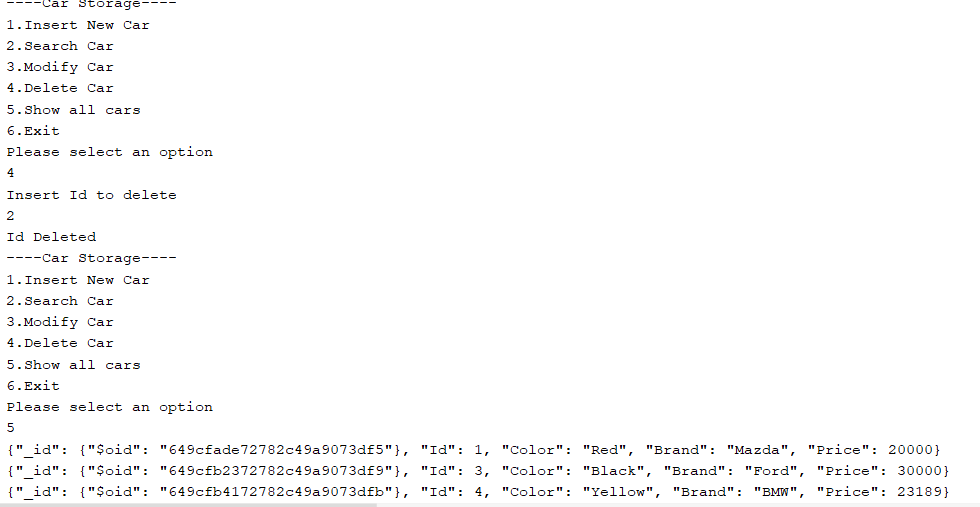 ----Car Storage----
1.Insert New Car
2.Search Car
3.Modify Car
4.Delete Car
5.Show all cars
6.Exit
Please select an option
4
Insert Id to delete
2
Id Deleted
----Car Storage----
1.Insert New Car
2.Search Car
3.Modify Car
4.Delete Car
5.Show all cars
6.Exit
Please select an option
5
{"_id": {"$oid": "649cfade72782c49a9073df5"}, "Id": 1, "Color": "Red", "Brand": "Mazda", "Price": 20000}
{"_id": {"$oid": "649cfb2372782c49a9073df9"}, "Id": 3, "Color": "Black", "Brand": "Ford", "Price": 30000}
{"_id": {"$oid": "649cfb4172782c49a9073dfb"}, "Id": 4, "Color": "Yellow", "Brand": "BMW", "Price": 23189}